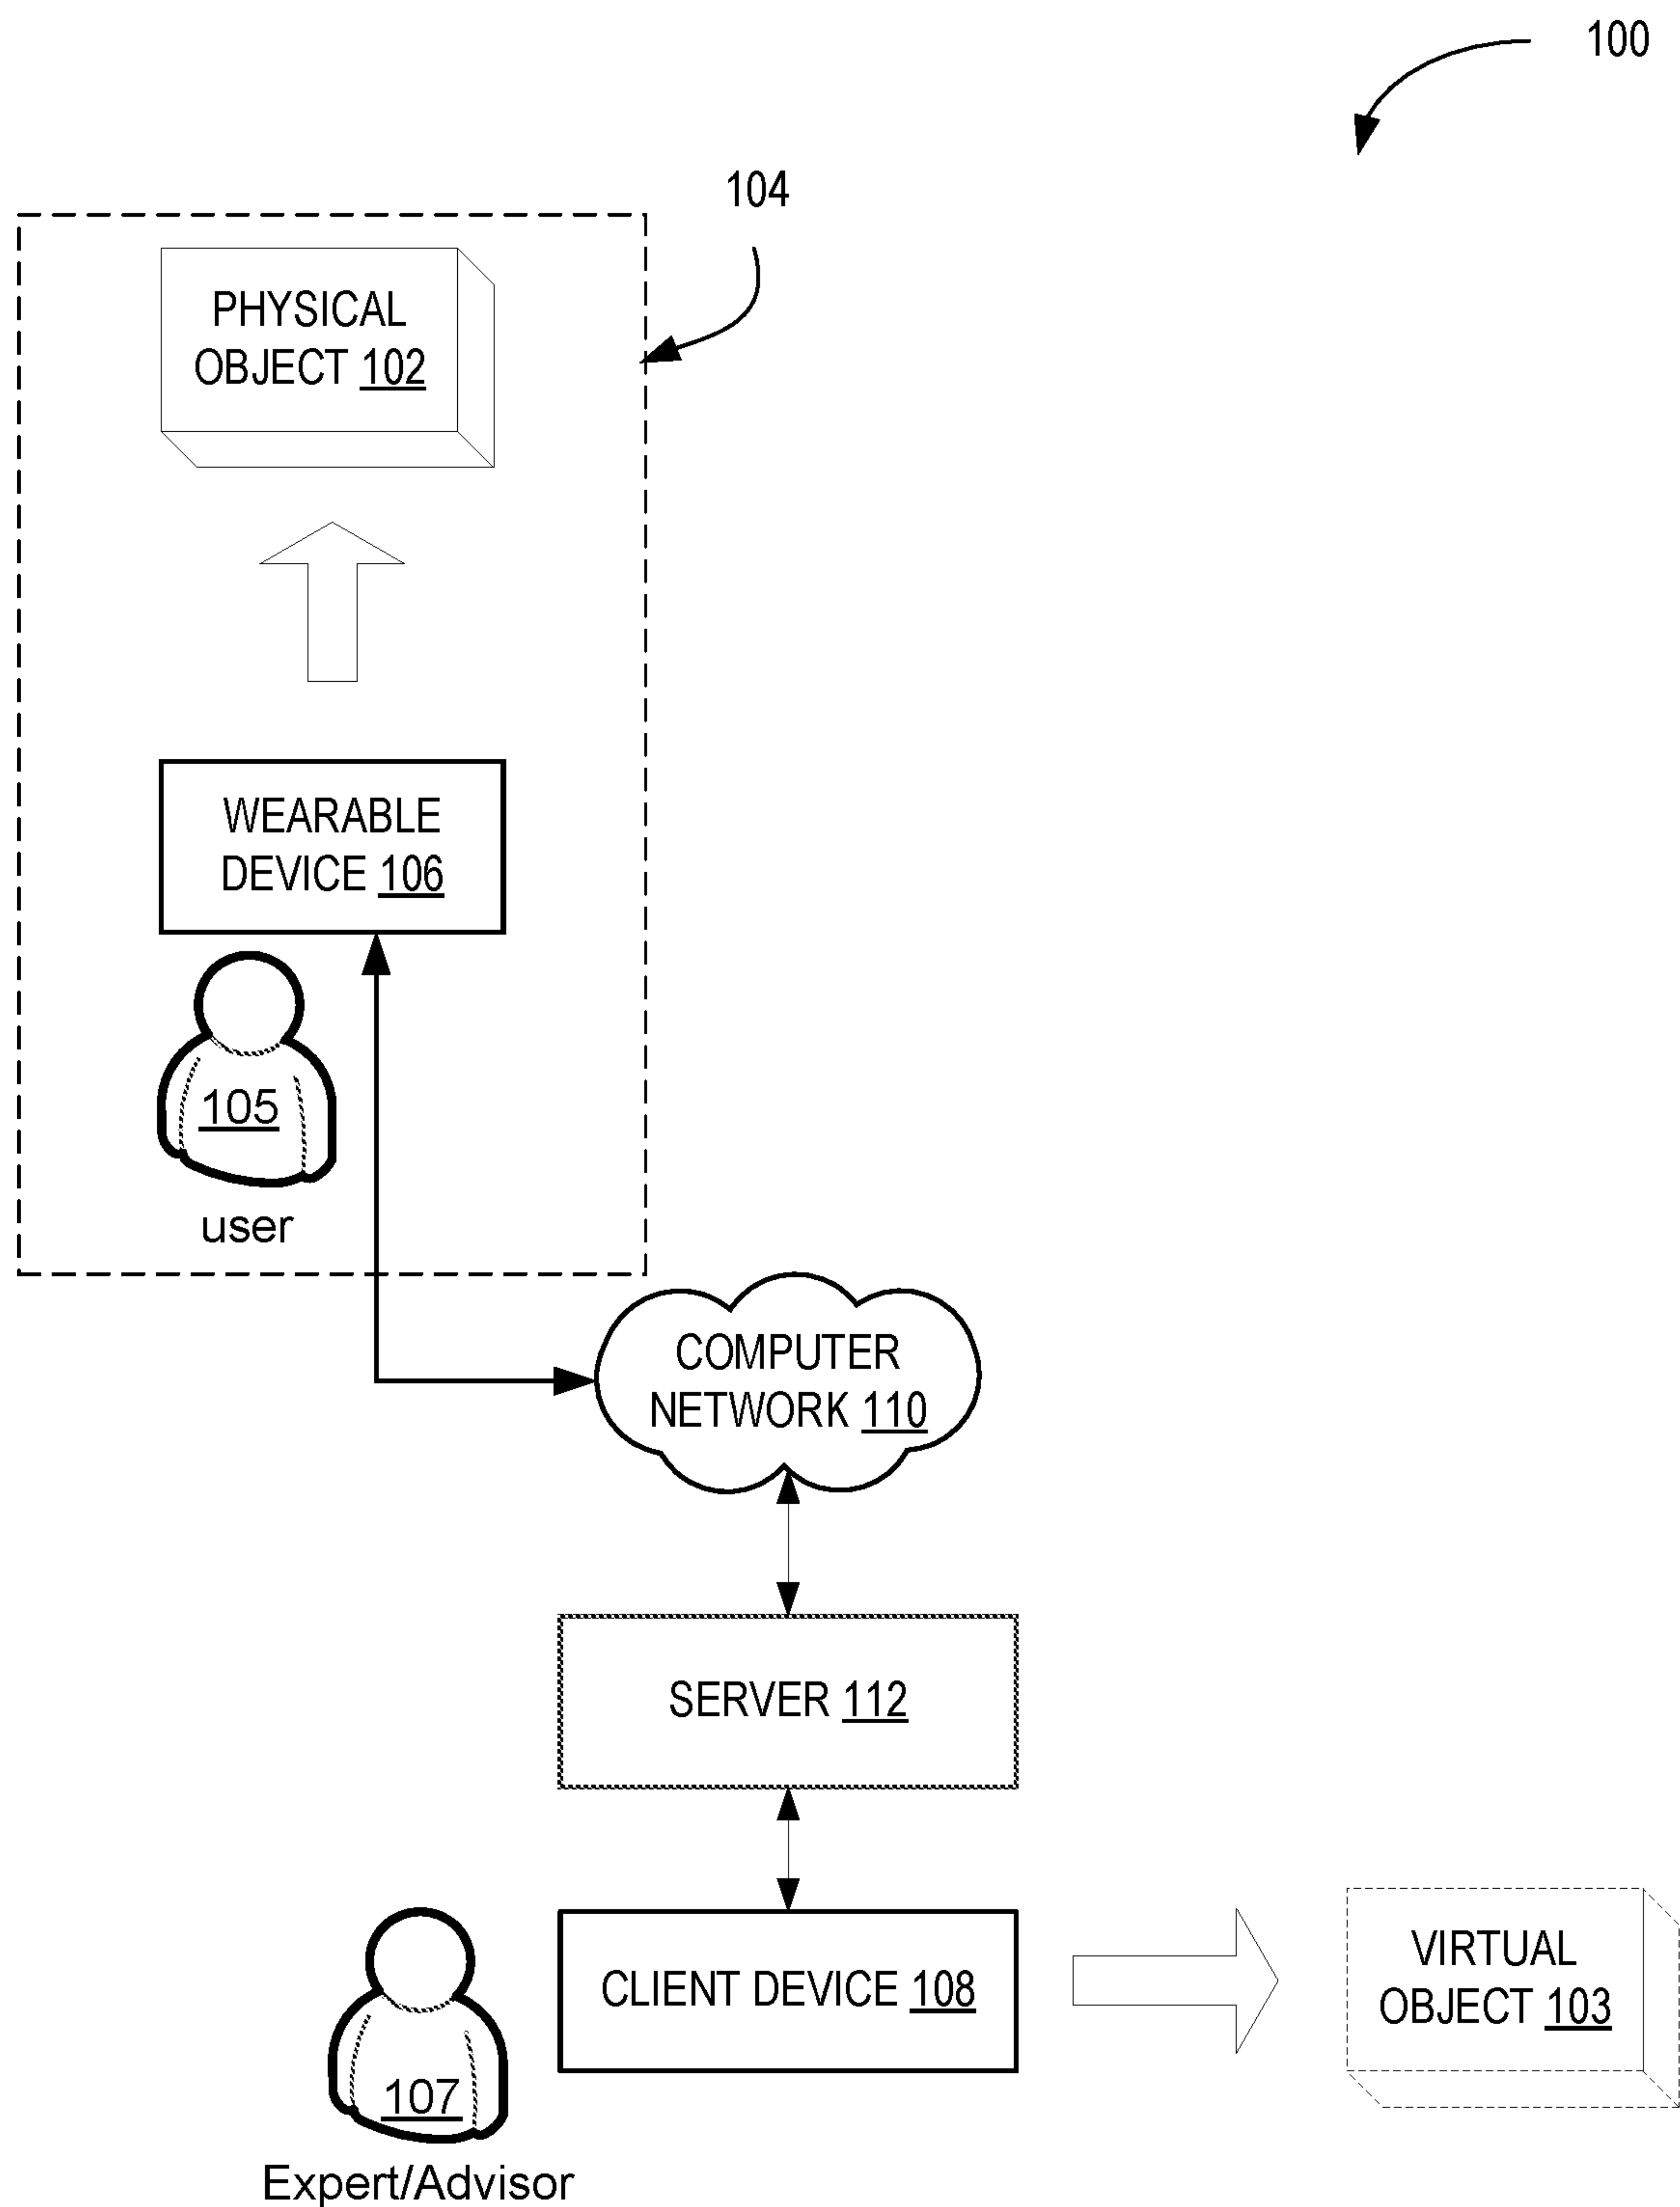 100
104
PHYSICAL
OBJECT 102
WEARABLE
DEVICE 106
105
user
COMPUTER
NETWORK 110
SERVER 112
CLIENT DEVICE 108
VIRTUAL
OBJECT 103
107
Expert/Advisor